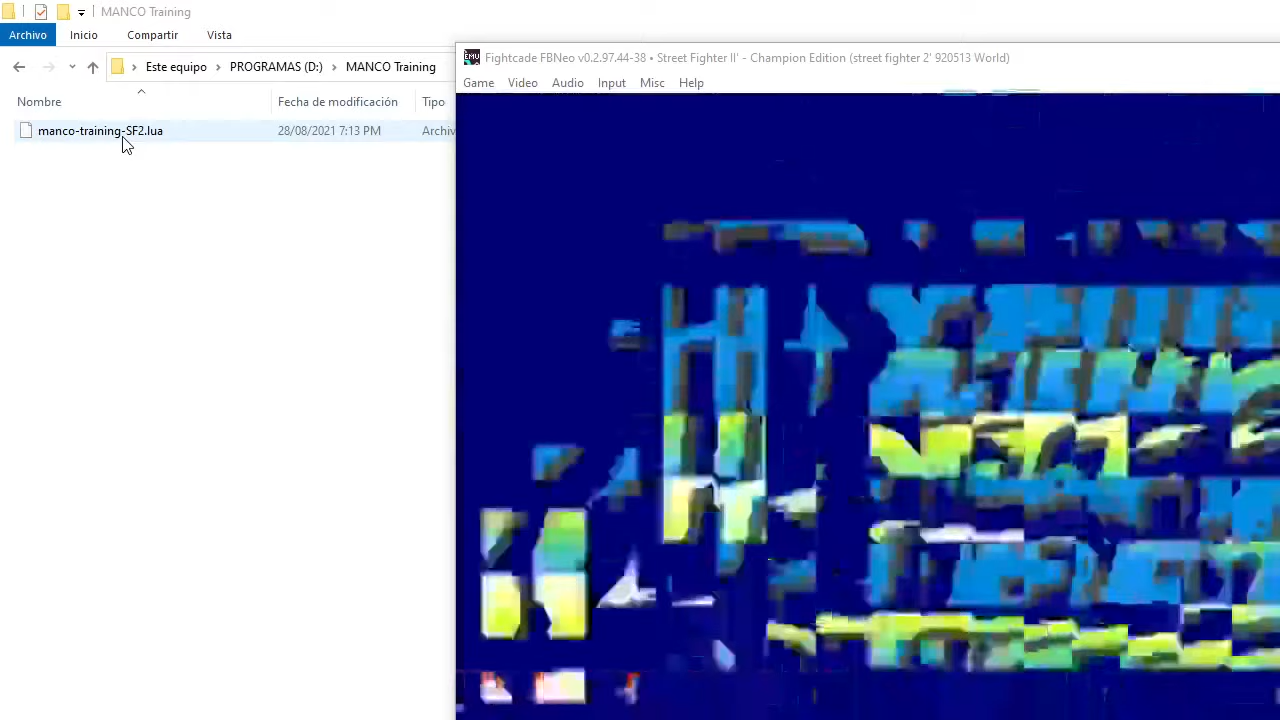 MANCO Training
Archivo Inicio Compartir Vista
Este equipo PROGRAMAS (D:) MANCO Training
Nombre Fecha de modificación Tipo
manco-training-SF2.lua 28/08/2021 7:13 PM Archiv
EMU Fightcade FBNeo v0.2.97.44-38 • Street Fighter II' - Champion Edition (street fighter 2' 920513 World)
Game Video Audio Input Misc Help